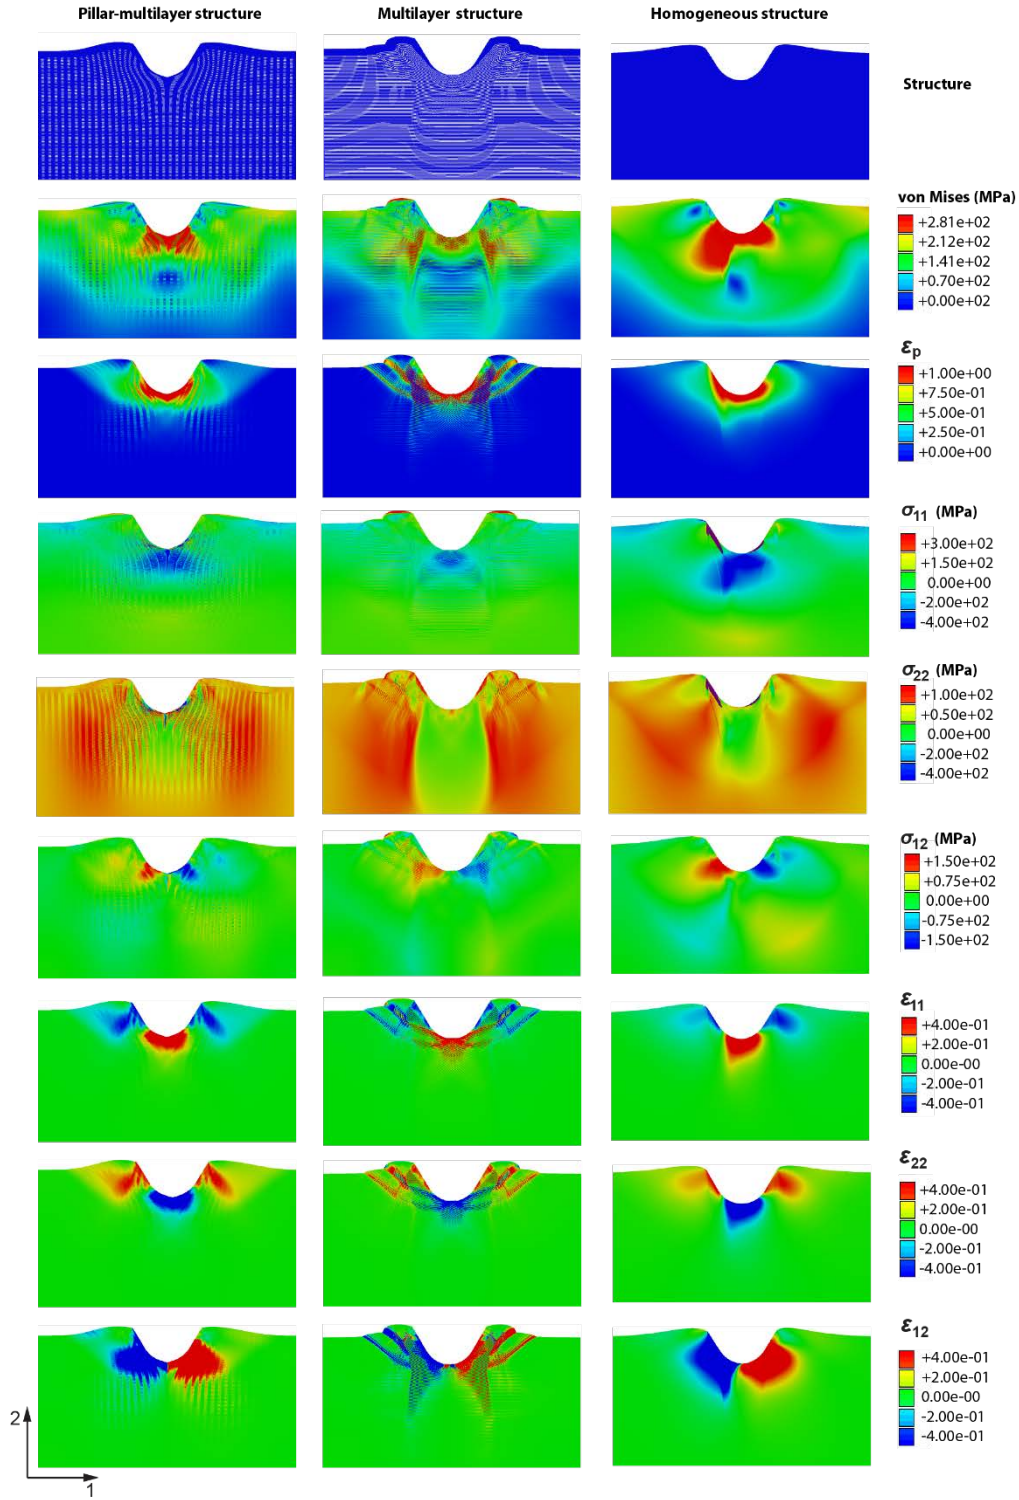 Pillar-multilayer structure
Multilayer structure
Homogeneous structure
Structure
von Mises (MPa)
+2.81e+02
+2.12e+02
+1.41e+02
+0.70e+02
+0.00e+02
εp
+1.00e+00
+7.50e-01
+5.00e-01
+2.50e-01
+0.00e+00
σ11 (MPa)
+3.00e+02
+1.50e+02
0.00e+00
-2.00e+02
-4.00e+02
σ22 (MPa)
+1.00e+02
+0.50e+02
0.00e+00
-2.00e+02
-4.00e+02
σ12 (MPa)
+1.50e+02
+0.75e+02
0.00e+00
-0.75e+02
-1.50e+02
ε11
+4.00e-01
+2.00e-01
0.00e-00
-2.00e-01
-4.00e-01
ε22
+4.00e-01
+2.00e-01
0.00e-00
-2.00e-01
-4.00e-01
ε12
+4.00e-01
+2.00e-01
0.00e-00
-2.00e-01
-4.00e-01
2
1